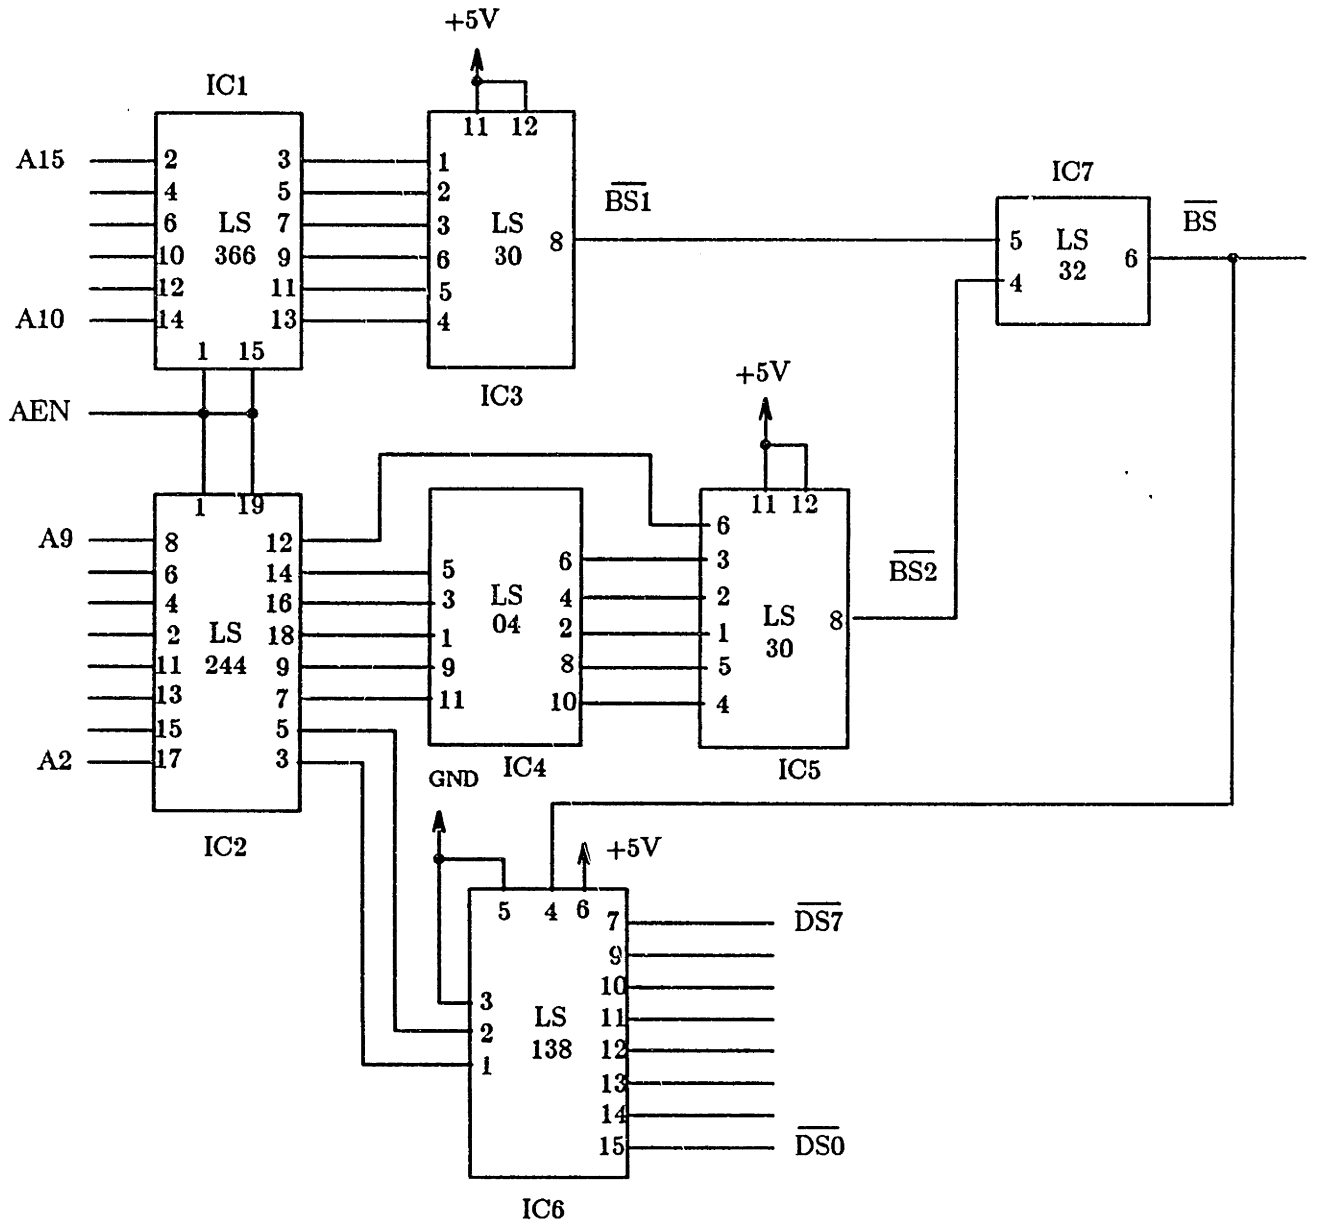 +5V
IC1
11 12
A15 2 3 1
4 5 2
IC7
BS1
BS
6 LS 7 3 LS
8
5 LS
10 366 9 6 30
6
32
4
12 11 5
A10 14 13 4
1 15
+5V
IC3
AEN
1 19
11 12
6
A9 8 12
6 14 5 6 3
BS2
4 16 3 LS 4 2
04
2 LS 18 1 2 1 LS
8
11 244 9 9 8 5 30
13 7 11 10 4
15 5
A2 17 3
IC4
IC5
GND
IC2
+5V
5 4 6
7 DS7
9
10
3
LS
11
2
138
12
1
13
14
15 DS0
IC6